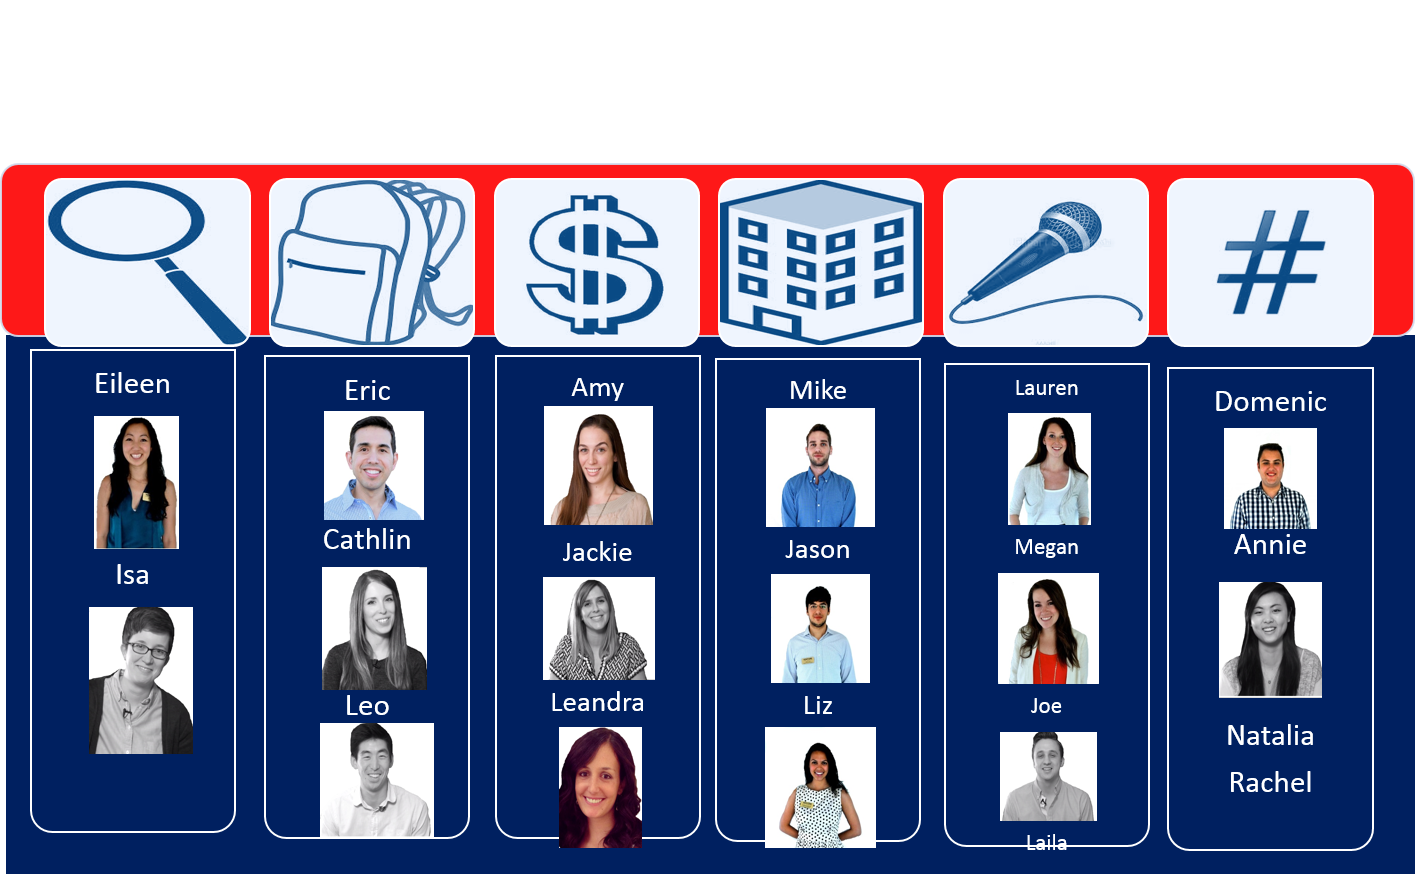 #
Eileen
Isa
Eric
Cathlin
Leo
Amy
Jackie
Leandra
Mike
Jason
Liz
Lauren
Megan
Joe
Laila
Domenic
Annie
Natalia
Rachel